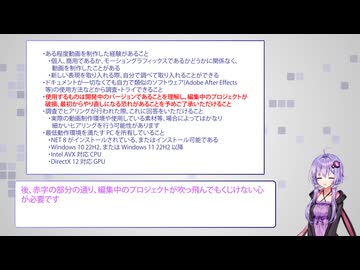 ・ある程度動画を制作した経験があること
・個人、商用であるか、モーショングラフィックスであるかどうかに関係なく、
動画を制作したことがある
・新しい表現を取り入れる際、自分で調べて取り入れることができる
・ドキュメントが一切なくても自力で類似のソフトウェア(Adobe After Effects
等)の使用方法などから調査・トライできること
・使用するものは開発中のバージョンであることを理解し、編集中のプロジェクトが
破損、最初からやり直しになる恐れがあることを予めご了承いただけること
・調査でヒアリングが行われた際、これに回答をいただけること
・実際の動画制作環境や使用している素材等、場合によってはかなり
細かいヒアリングを行う可能性があります
・最低動作環境を満たす PC を所有していること
・.NET 8 がインストールされている、またはインストール可能である
・Windows 10 22H2、または Windows 11 22H2 以降
・Intel AVX 対応 CPU
・DirectX 12 対応 GPU
後、赤字の部分の通り、編集中のプロジェクトが吹っ飛んでもくじけない心
が必要です